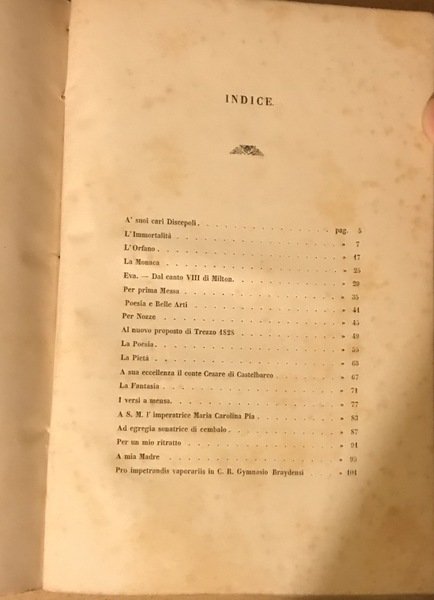 INDICE.
A' suoi cari Discepoli . . . . . . . . . . . . . pag. 5
L'Immortalità . . . . . . . . . . . . . . . . » 7
L'Orfano . . . . . . . . . . . . . . . . . . » 17
La Monaca . . . . . . . . . . . . . . . . . » 25
Eva. — Dal canto VIII di Milton. . . . . . . . . . » 29
Per prima Messa . . . . . . . . . . . . . . . » 35
Poesia e Belle Arti . . . . . . . . . . . . . . » 41
Per Nozze . . . . . . . . . . . . . . . . . » 45
Al nuovo proposto di Trezzo 1828 . . . . . . . . . » 49
La Poesia. . . . . . . . . . . . . . . . . . » 55
La Pietà . . . . . . . . . . . . . . . . . . » 63
A sua eccellenza il conte Cesare di Castelbarco . . . . » 67
La Fantasia . . . . . . . . . . . . . . . . . » 71
I versi a mensa. . . . . . . . . . . . . . . . » 77
A S. M. l' imperatrice Maria Carolina Pia . . . . . . » 83
Ad egregia sonatrice di cembalo . . . . . . . . . . » 87
Per un mio ritratto . . . . . . . . . . . . . . » 91
A mia Madre . . . . . . . . . . . . . . . . »
Pro impetrandis vaporariis in C. R. Gymnasio Braydensi . . » 101